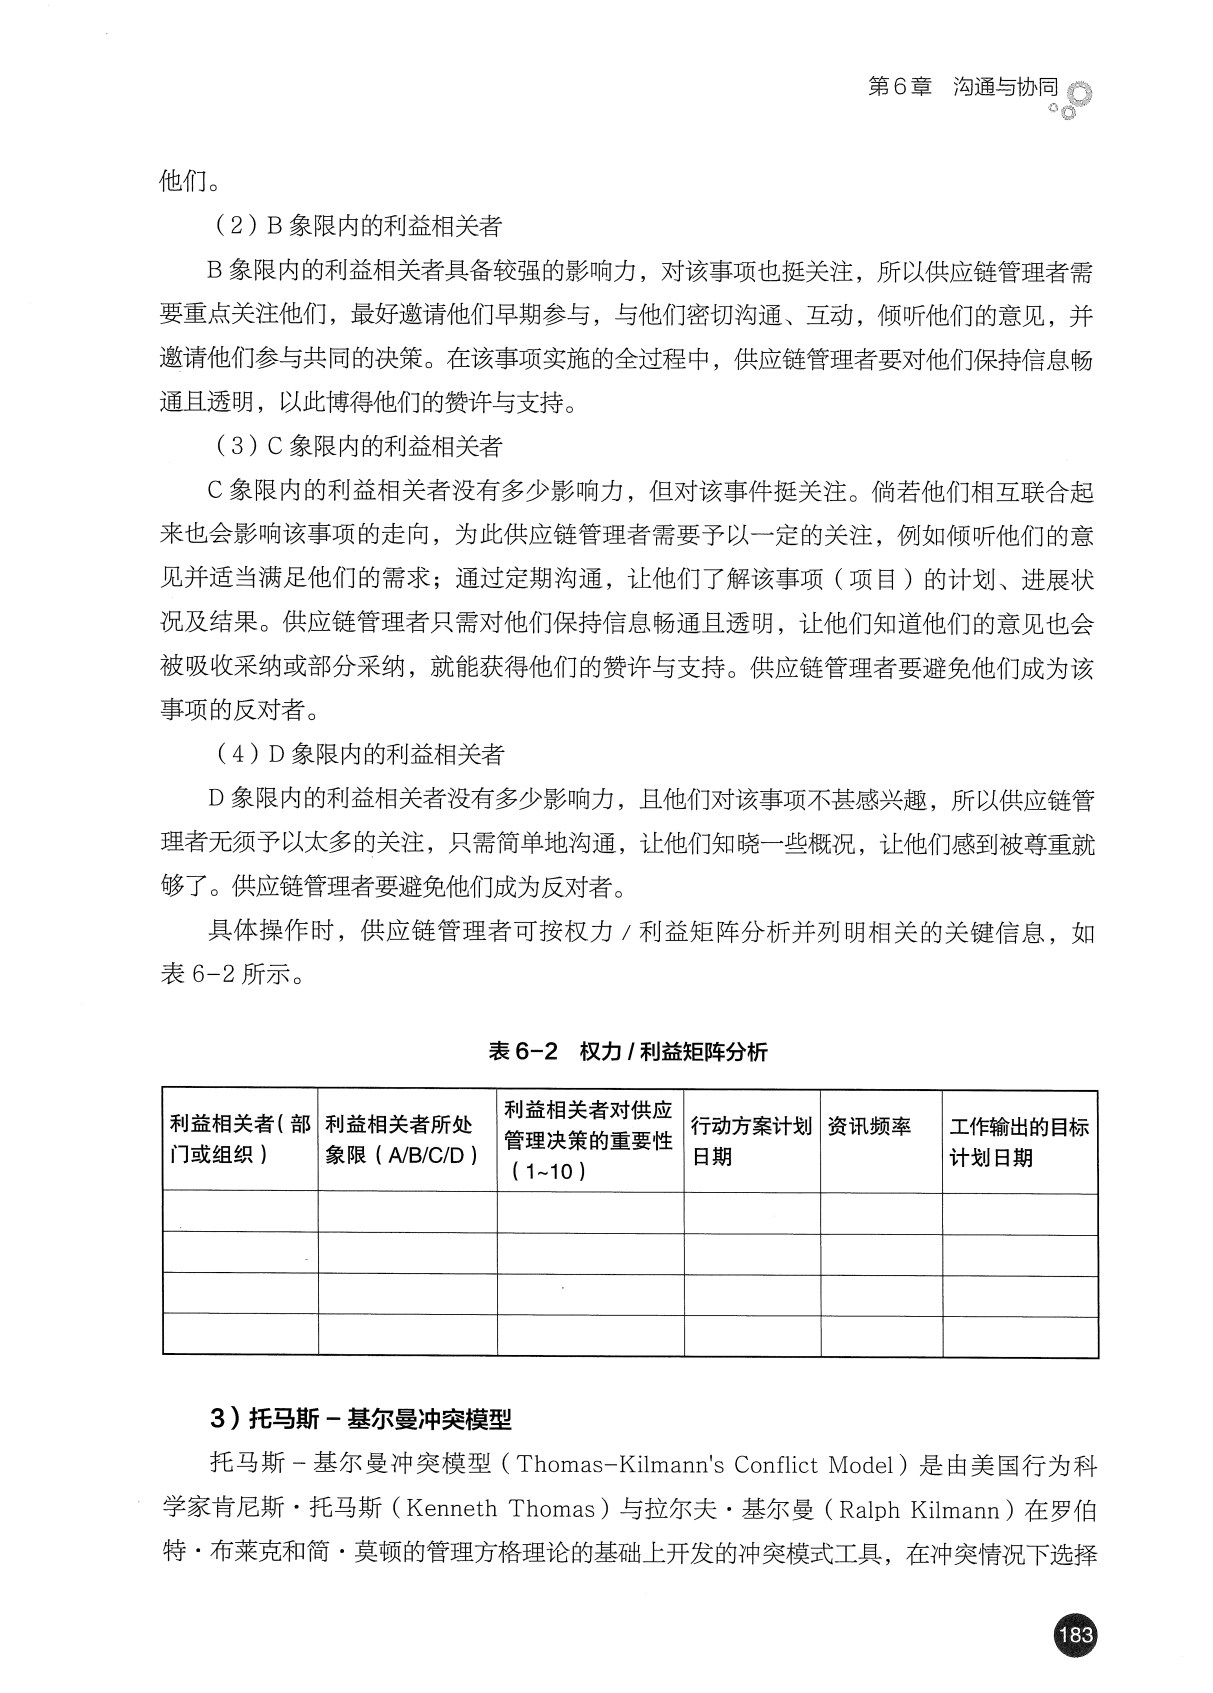 第6章 沟通与协同
他们。
（2）B 象限内的利益相关者
B 象限内的利益相关者具备较强的影响力，对该事项也挺关注，所以供应链管理者需
要重点关注他们，最好邀请他们早期参与，与他们密切沟通、互动，倾听他们的意见，并
邀请他们参与共同的决策。在该事项实施的全过程中，供应链管理者要对他们保持信息畅
通且透明，以此博得他们的赞许与支持。
（3）C 象限内的利益相关者
C 象限内的利益相关者没有多少影响力，但对该事件挺关注。倘若他们相互联合起
来也会影响该事项的走向，为此供应链管理者需要予以一定的关注，例如倾听他们的意
见并适当满足他们的需求；通过定期沟通，让他们了解该事项（项目）的计划、进展状
况及结果。供应链管理者只需对他们保持信息畅通且透明，让他们知道他们的意见也会
被吸收采纳或部分采纳，就能获得他们的赞许与支持。供应链管理者要避免他们成为该
事项的反对者。
（4）D 象限内的利益相关者
D 象限内的利益相关者没有多少影响力，且他们对该事项不甚感兴趣，所以供应链管
理者无须予以太多的关注，只需简单地沟通，让他们知晓一些概况，让他们感到被尊重就
够了。供应链管理者要避免他们成为反对者。
具体操作时，供应链管理者可按权力 / 利益矩阵分析并列明相关的关键信息，如
表 6-2 所示。
表 6-2 权力 / 利益矩阵分析
利益相关者（部
门或组织）
利益相关者所处
象限（A/B/C/D）
利益相关者对供应
管理决策的重要性
（1~10）
行动方案计划
日期
资讯频率
工作输出的目标
计划日期
3）托马斯 – 基尔曼冲突模型
托马斯 – 基尔曼冲突模型（Thomas-Kilmann's Conflict Model）是由美国行为科
学家肯尼斯·托马斯（Kenneth Thomas）与拉尔夫·基尔曼（Ralph Kilmann）在罗伯
特·布莱克和简·莫顿的管理方格理论的基础上开发的冲突模式工具，在冲突情况下选择
183